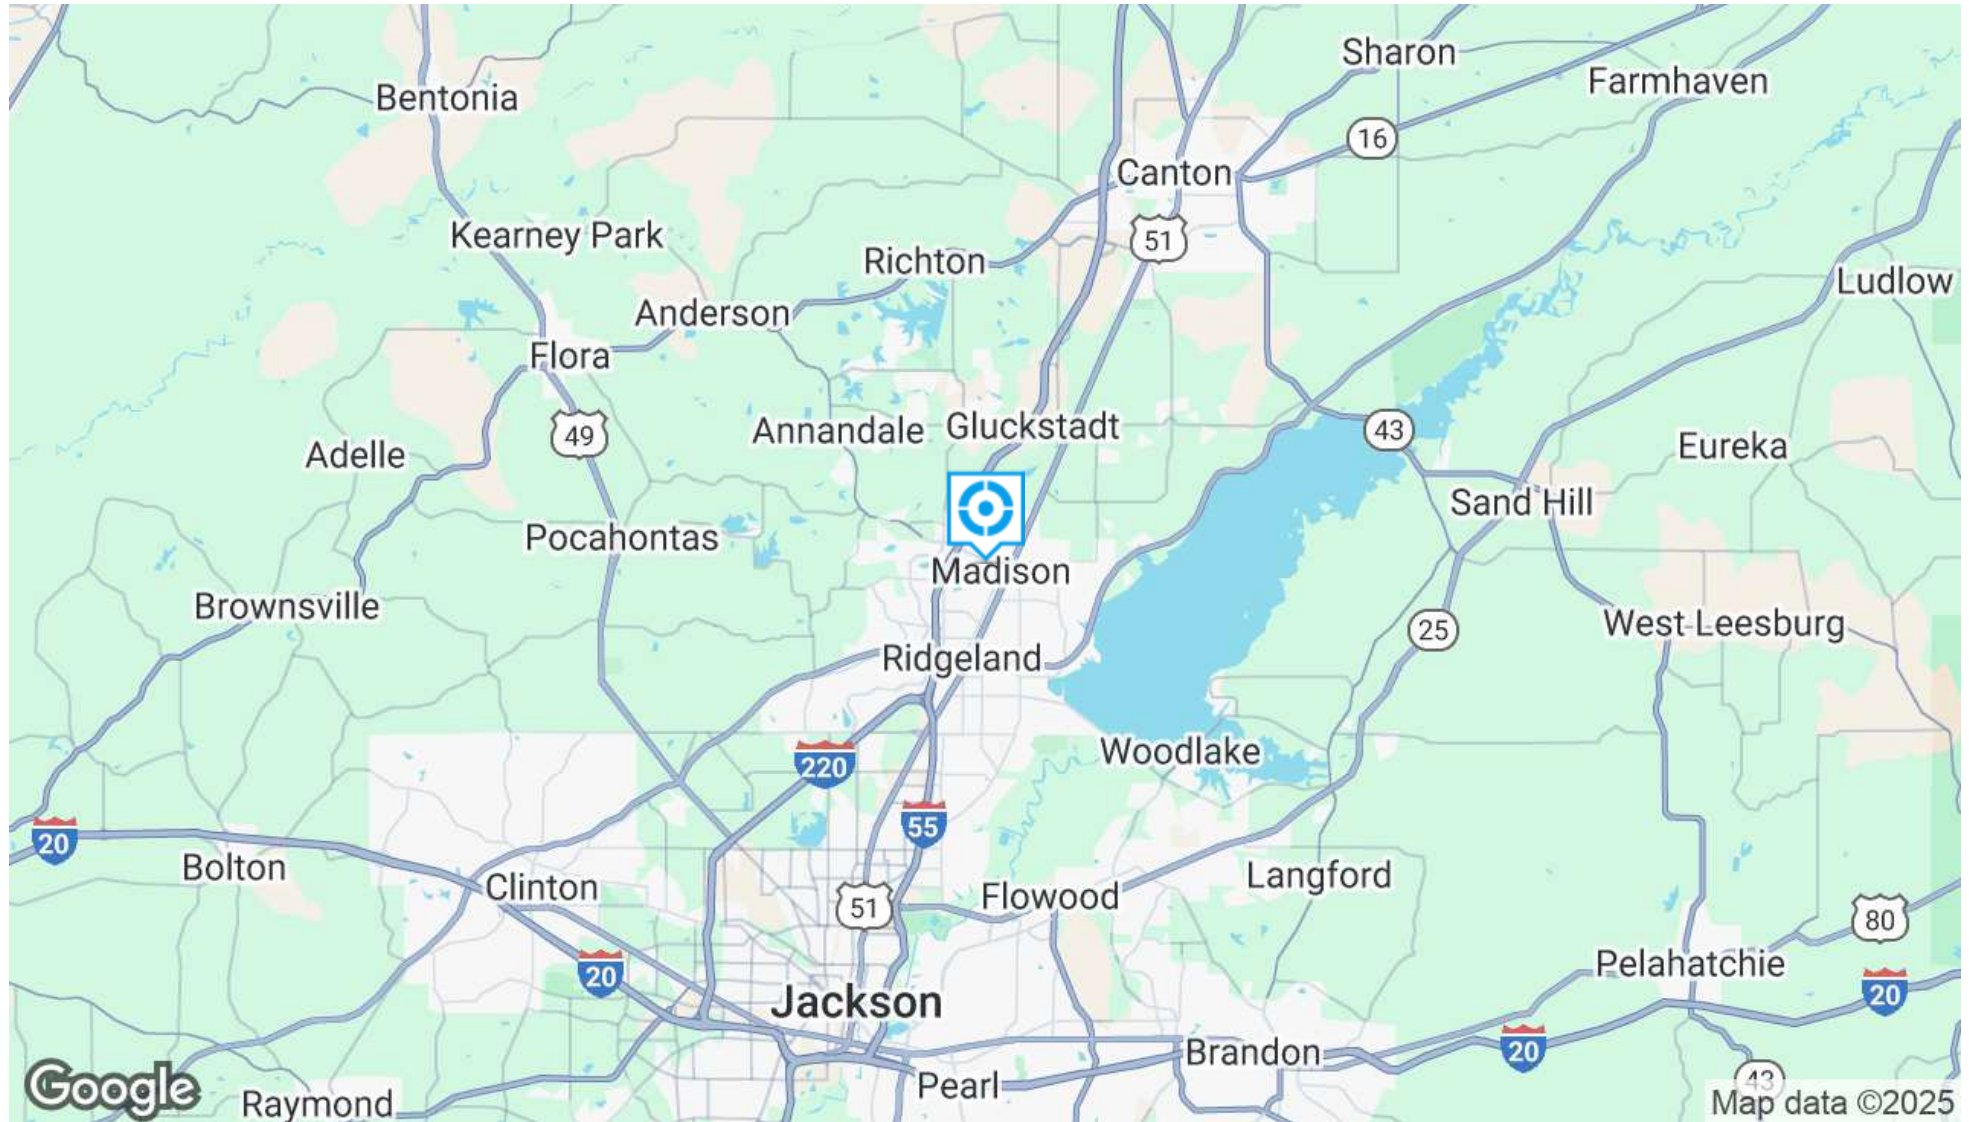 Sharon
Farmhaven
Bentonia
16
Canton
Kearney Park
51
Richton
Ludlow
Anderson
Flora
Annandale
Gluckstadt
43
49
Eureka
Adelle
Sand Hill
Pocahontas
Madison
Brownsville
West Leesburg
25
Ridgeland
Woodlake
220
55
20
Bolton
Clinton
Langford
Flowood
51
80
Pelahatchie
20
20
Jackson
20
Brandon
Pearl
43
Google
Raymond
Map data ©2025